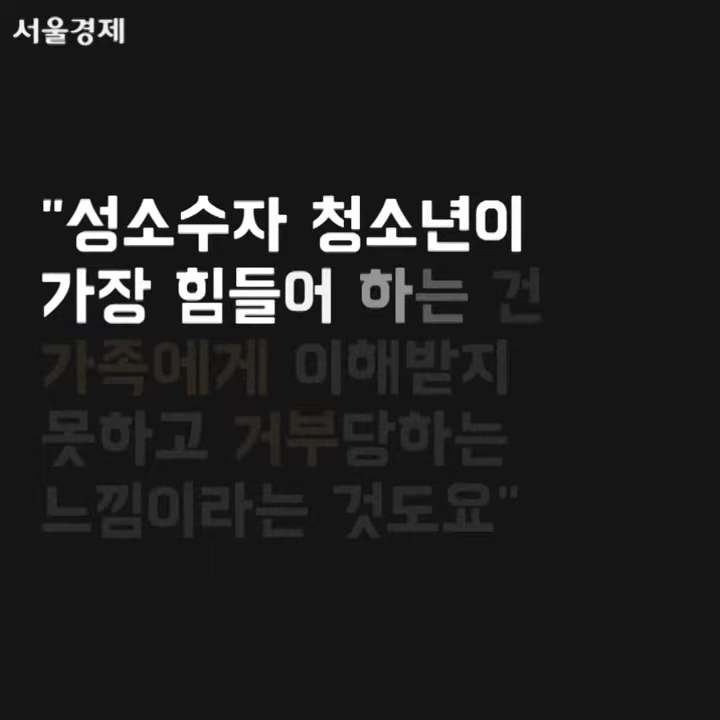 서울경제
"성소수자 청소년이
가장 힘들어 하는 건
가족에게 이해받지
못하고 거부당하는
느낌이라는 것도요"